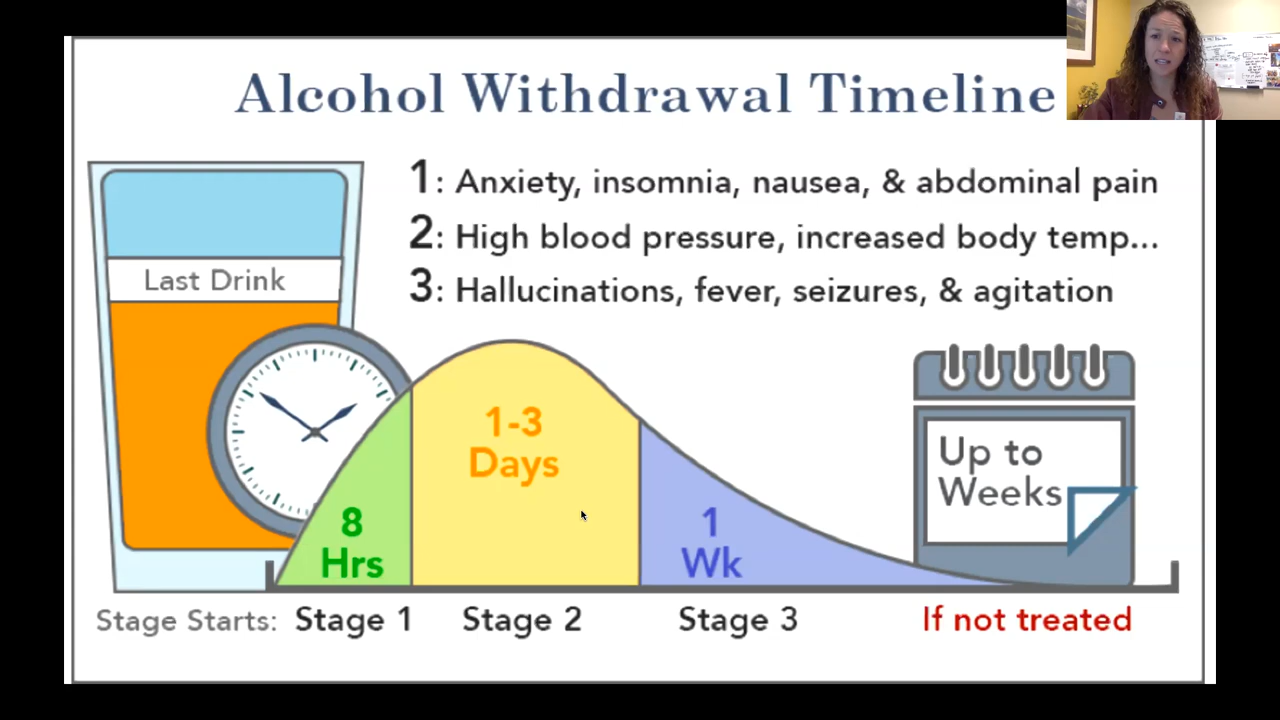 Alcohol Withdrawal Timeline
1: Anxiety, insomnia, nausea, & abdominal pain
2: High blood pressure, increased body temp...
3: Hallucinations, fever, seizures, & agitation
Last Drink
1-3
Days
8
Hrs
1
Wk
Up to
Weeks
Stage Starts: Stage 1 Stage 2 Stage 3 If not treated